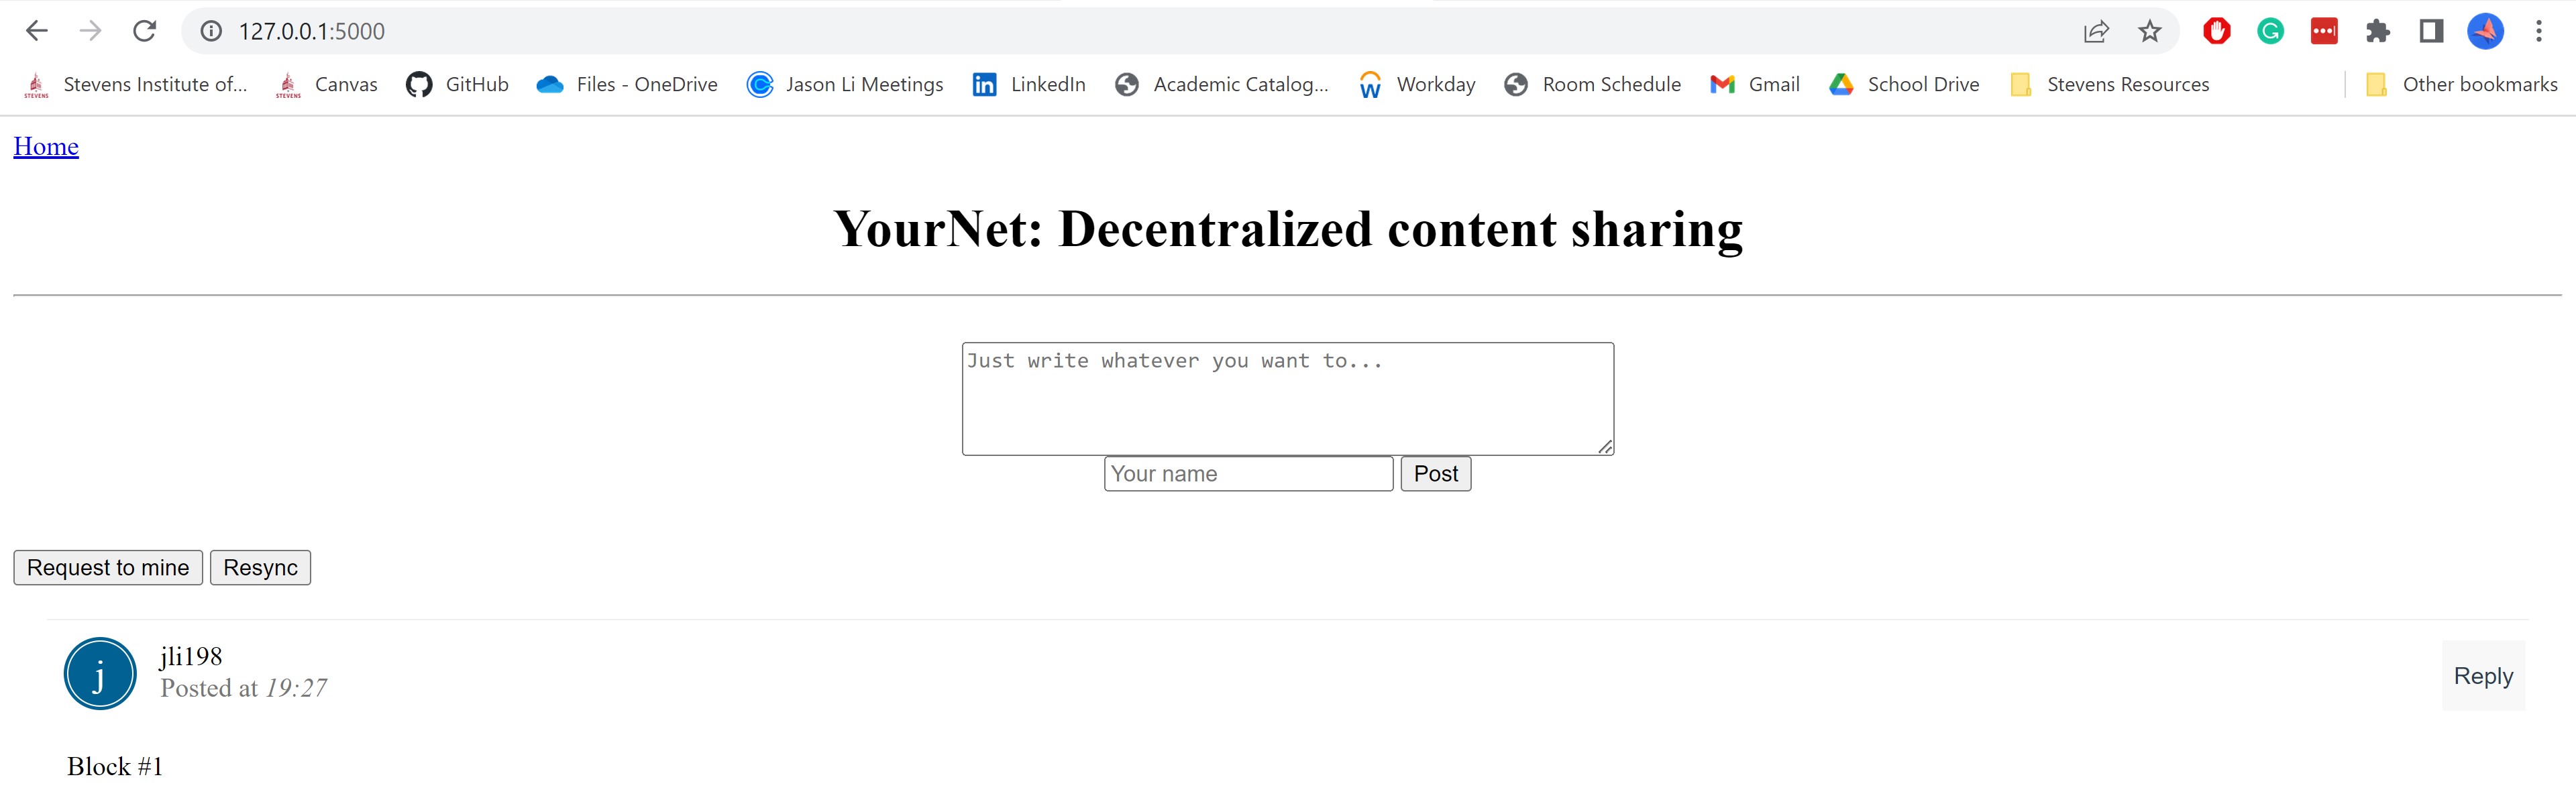 127.0.0.1:5000
Stevens Institute of... Canvas GitHub Files - OneDrive Jason Li Meetings LinkedIn Academic Catalog... Workday Room Schedule Gmail School Drive Stevens Resources Other bookmarks
Home
YourNet: Decentralized content sharing
Just write whatever you want to...
Your name Post
Request to mine Resync
j
jli198
Posted at 19:27
Reply
Block #1